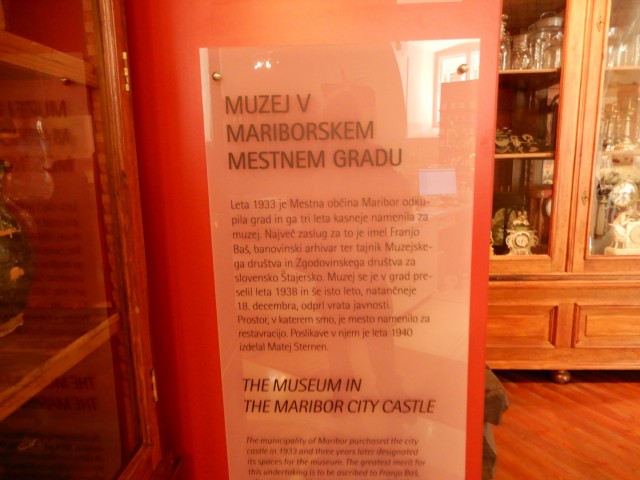 MUZEJ V
MARIBORSKEM
MESTNEM GRADU
Leta 1933 je Mestna občina Maribor odku-
pila grad in ga tri leta kasneje namenila za
muzej. Največ zaslug za to je imel Franjo
Baš, banovinski arhivar ter tajnik Muzejske-
ga društva in Zgodovinskega društva za
slovensko Štajersko. Muzej se je v grad pre-
selil leta 1938 in še isto leto, natančneje
18. decembra, odprl vrata javnosti.
Prostor, v katerem smo, je mesto namenilo za
restavracijo. Poslikave v njem je leta 1940
izdelal Matej Sternen.
THE MUSEUM IN
THE MARIBOR CITY CASTLE
The municipality of Maribor purchased the city
castle in 1933 and three years later designated
its spaces for the museum. The greatest merit for
this undertaking is to be ascribed to Franjo Baš,